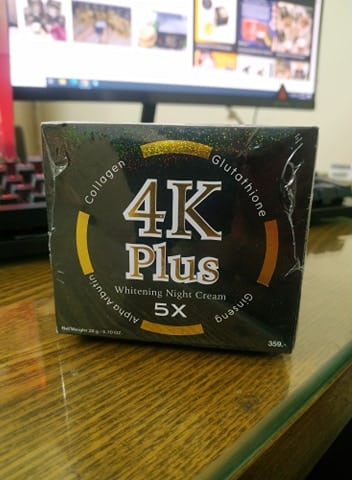 Collagen
Glutathione
4K
Plus
Whitening Night Cream
5X
Alpha Arbutin
Ginseng
359.-